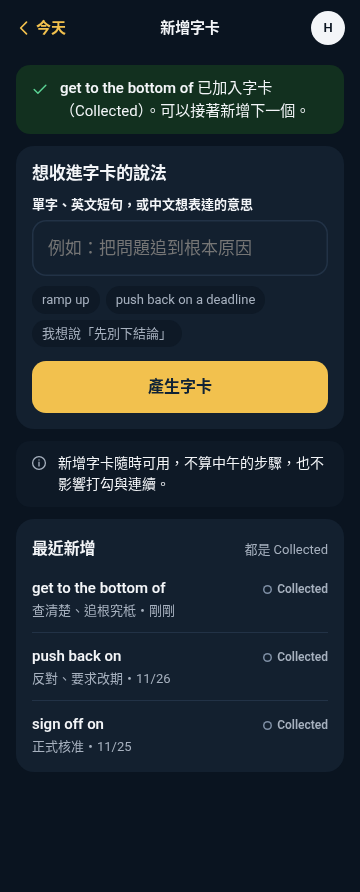 今天
新增字卡
H
get to the bottom of 已加入字卡
（Collected）。可以接著新增下一個。
想收進字卡的說法
單字、英文短句，或中文想表達的意思
例如：把問題追到根本原因
ramp up
push back on a deadline
我想說「先別下結論」
產生字卡
新增字卡隨時可用，不算中午的步驟，也不
影響打勾與連續。
最近新增
都是 Collected
get to the bottom of
Collected
查清楚、追根究柢・剛剛
push back on
Collected
反對、要求改期・11/26
sign off on
Collected
正式核准・11/25